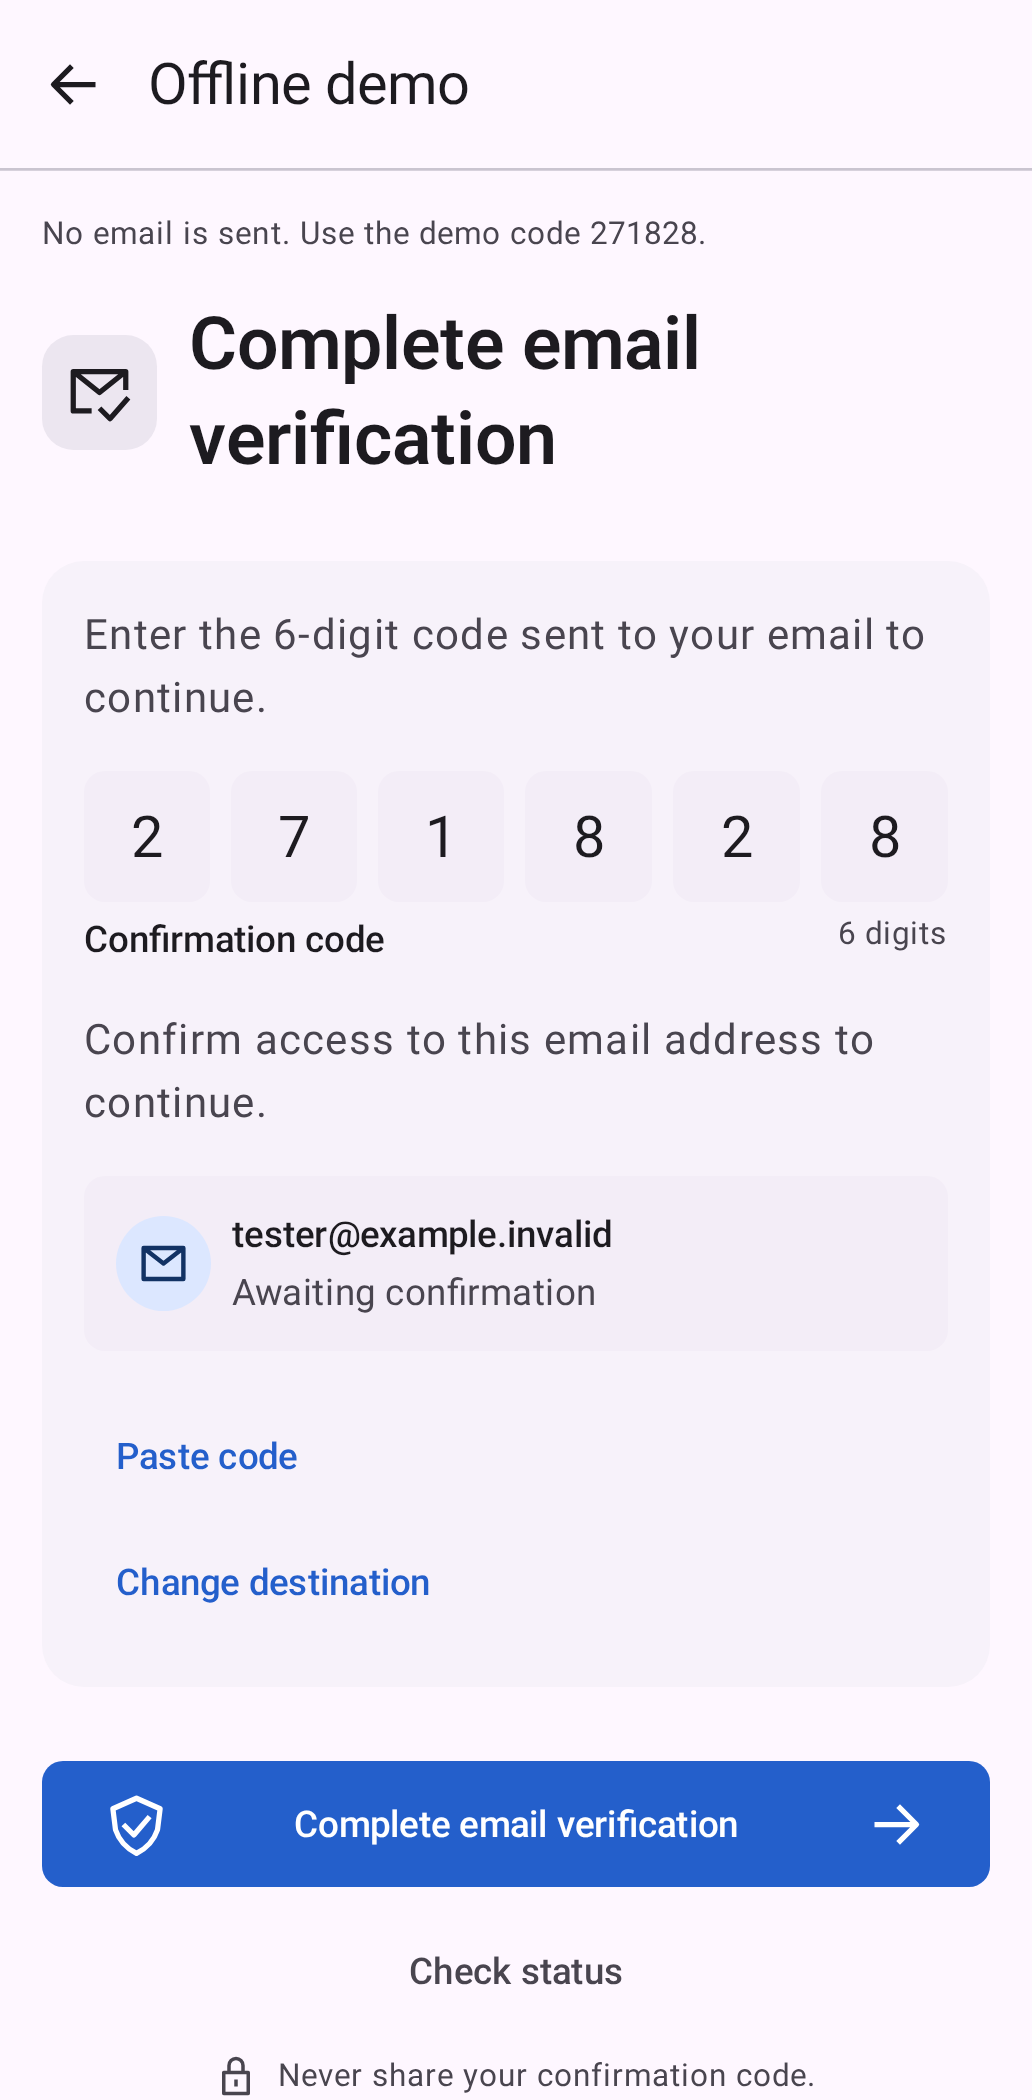 Offline demo
No email is sent. Use the demo code 271828.
Complete email
verification
Enter the 6-digit code sent to your email to
continue.
2 7 1 8 2 8
Confirmation code 6 digits
Confirm access to this email address to
continue.
tester@example.invalid
Awaiting confirmation
Paste code
Change destination
Complete email verification
Check status
Never share your confirmation code.